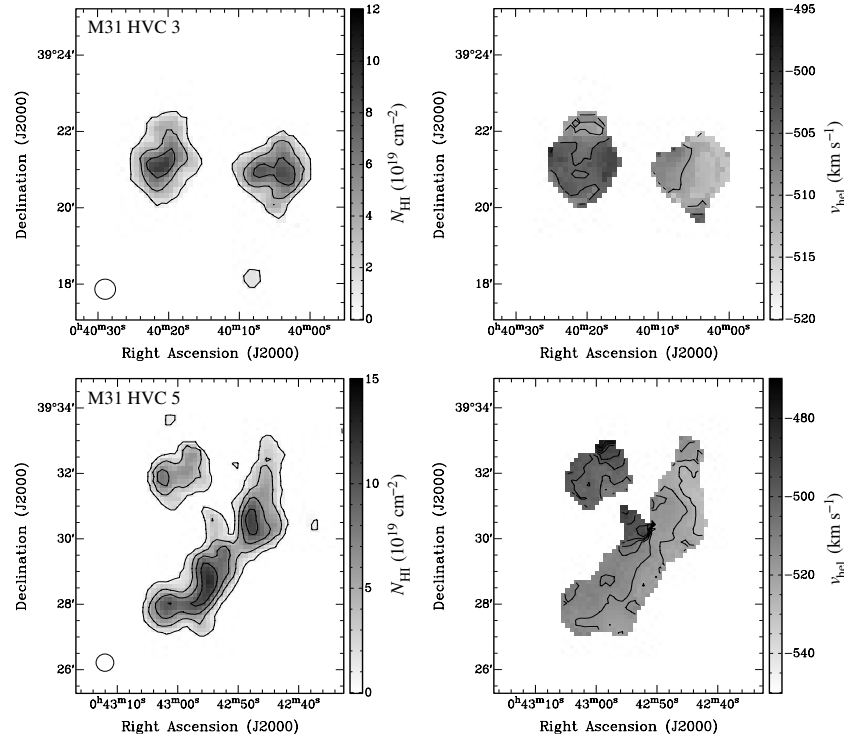 M31 HVC 3
39°24′
22′
20′
18′
Declination (J2000)
0ʰ40ᵐ30ˢ 40ᵐ20ˢ 40ᵐ10ˢ 40ᵐ00ˢ
Right Ascension (J2000)
12
10
8
6
4
2
0
N_HI (10¹⁹ cm⁻²)
39°24′
22′
20′
18′
Declination (J2000)
0ʰ40ᵐ30ˢ 40ᵐ20ˢ 40ᵐ10ˢ 40ᵐ00ˢ
Right Ascension (J2000)
−495
−500
−505
−510
−515
−520
v_hel (km s⁻¹)
M31 HVC 5
39°34′
32′
30′
28′
26′
Declination (J2000)
0ʰ43ᵐ10ˢ 43ᵐ00ˢ 42ᵐ50ˢ 42ᵐ40ˢ
Right Ascension (J2000)
15
10
5
0
N_HI (10¹⁹ cm⁻²)
39°34′
32′
30′
28′
26′
Declination (J2000)
0ʰ43ᵐ10ˢ 43ᵐ00ˢ 42ᵐ50ˢ 42ᵐ40ˢ
Right Ascension (J2000)
−480
−500
−520
−540
v_hel (km s⁻¹)